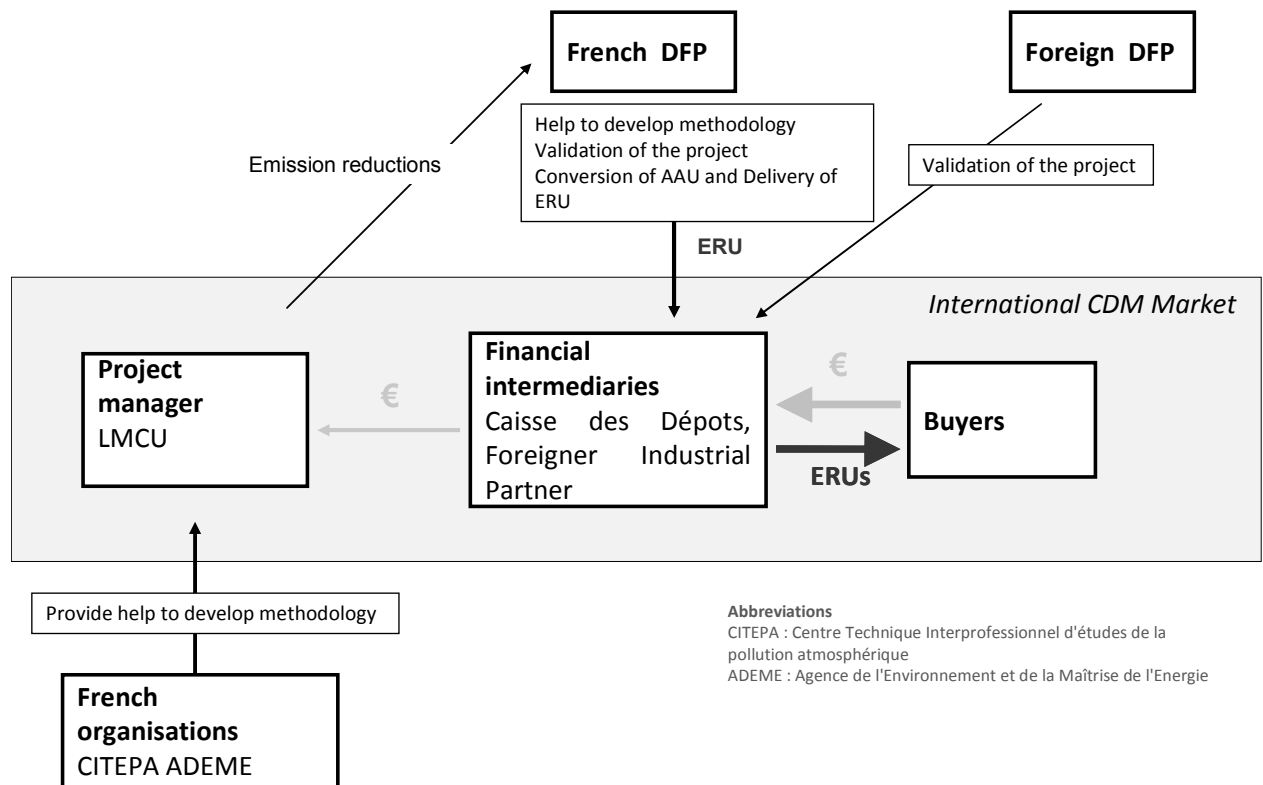 French DFP
Foreign DFP
Help to develop methodology
Validation of the project
Conversion of AAU and Delivery of
ERU
Emission reductions
Validation of the project
ERU
International CDM Market
Project
manager
LMCU
€
Financial
intermediaries
Caisse des Dépots,
Foreigner Industrial
Partner
€
ERUs
Buyers
Provide help to develop methodology
French
organisations
CITEPA ADEME
Abbreviations
CITEPA : Centre Technique Interprofessionnel d'études de la
pollution atmosphérique
ADEME : Agence de l'Environnement et de la Maîtrise de l'Energie